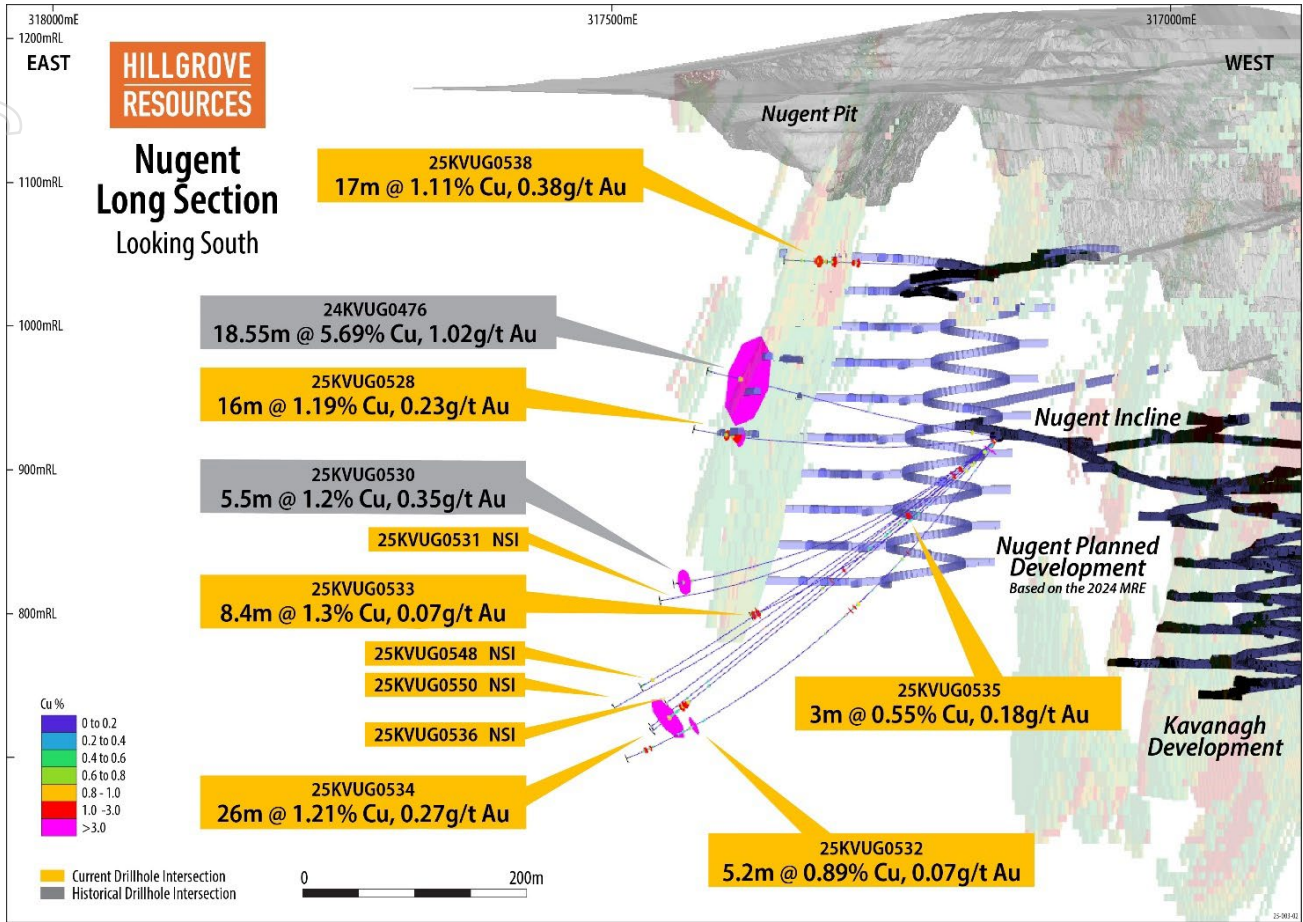 318000mE
317500mE
317000mE
1200mRL
EAST
WEST
HILLGROVE
RESOURCES
Nugent
Long Section
Looking South
Nugent Pit
1100mRL
25KVUG0538
17m @ 1.11% Cu, 0.38g/t Au
1000mRL
24KVUG0476
18.55m @ 5.69% Cu, 1.02g/t Au
25KVUG0528
16m @ 1.19% Cu, 0.23g/t Au
Nugent Incline
900mRL
25KVUG0530
5.5m @ 1.2% Cu, 0.35g/t Au
25KVUG0531 NSI
Nugent Planned
Development
Based on the 2024 MRE
25KVUG0533
8.4m @ 1.3% Cu, 0.07g/t Au
800mRL
25KVUG0548 NSI
25KVUG0550 NSI
25KVUG0536 NSI
25KVUG0535
3m @ 0.55% Cu, 0.18g/t Au
Kavanagh
Development
25KVUG0534
26m @ 1.21% Cu, 0.27g/t Au
25KVUG0532
5.2m @ 0.89% Cu, 0.07g/t Au
Cu %
0 to 0.2
0.2 to 0.4
0.4 to 0.6
0.6 to 0.8
0.8 - 1.0
1.0 -3.0
>3.0
Current Drillhole Intersection
Historical Drillhole Intersection
0
200m